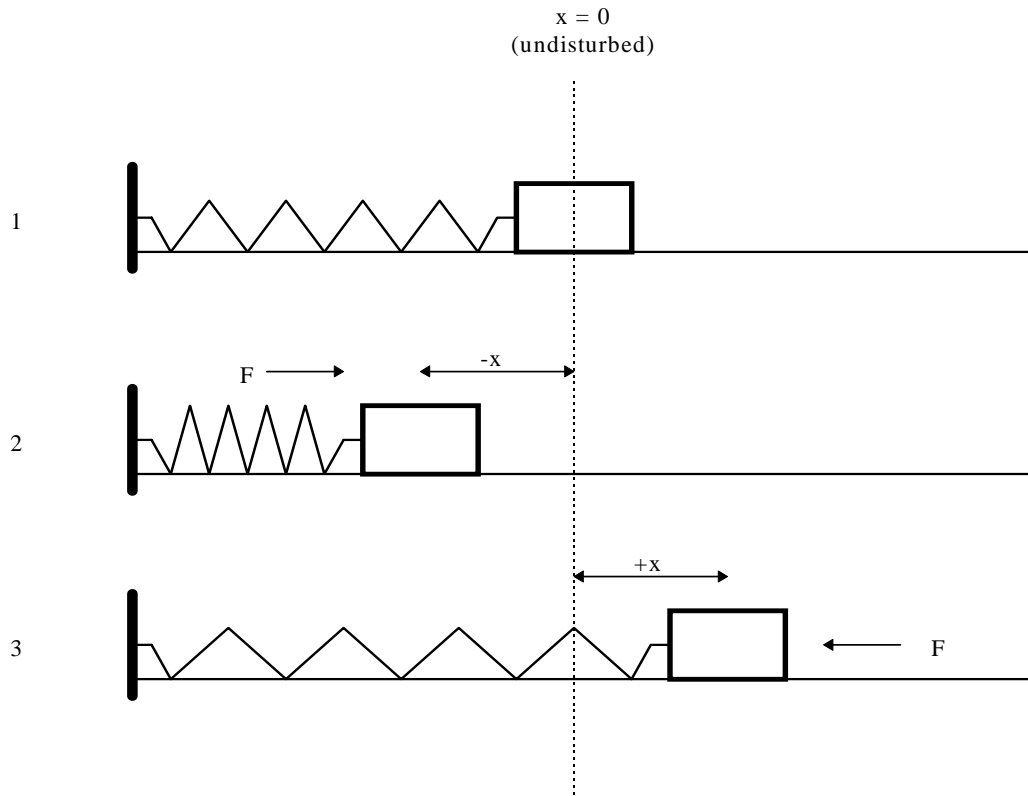 x = 0
(undisturbed)
1
F
-x
2
+x
3
F